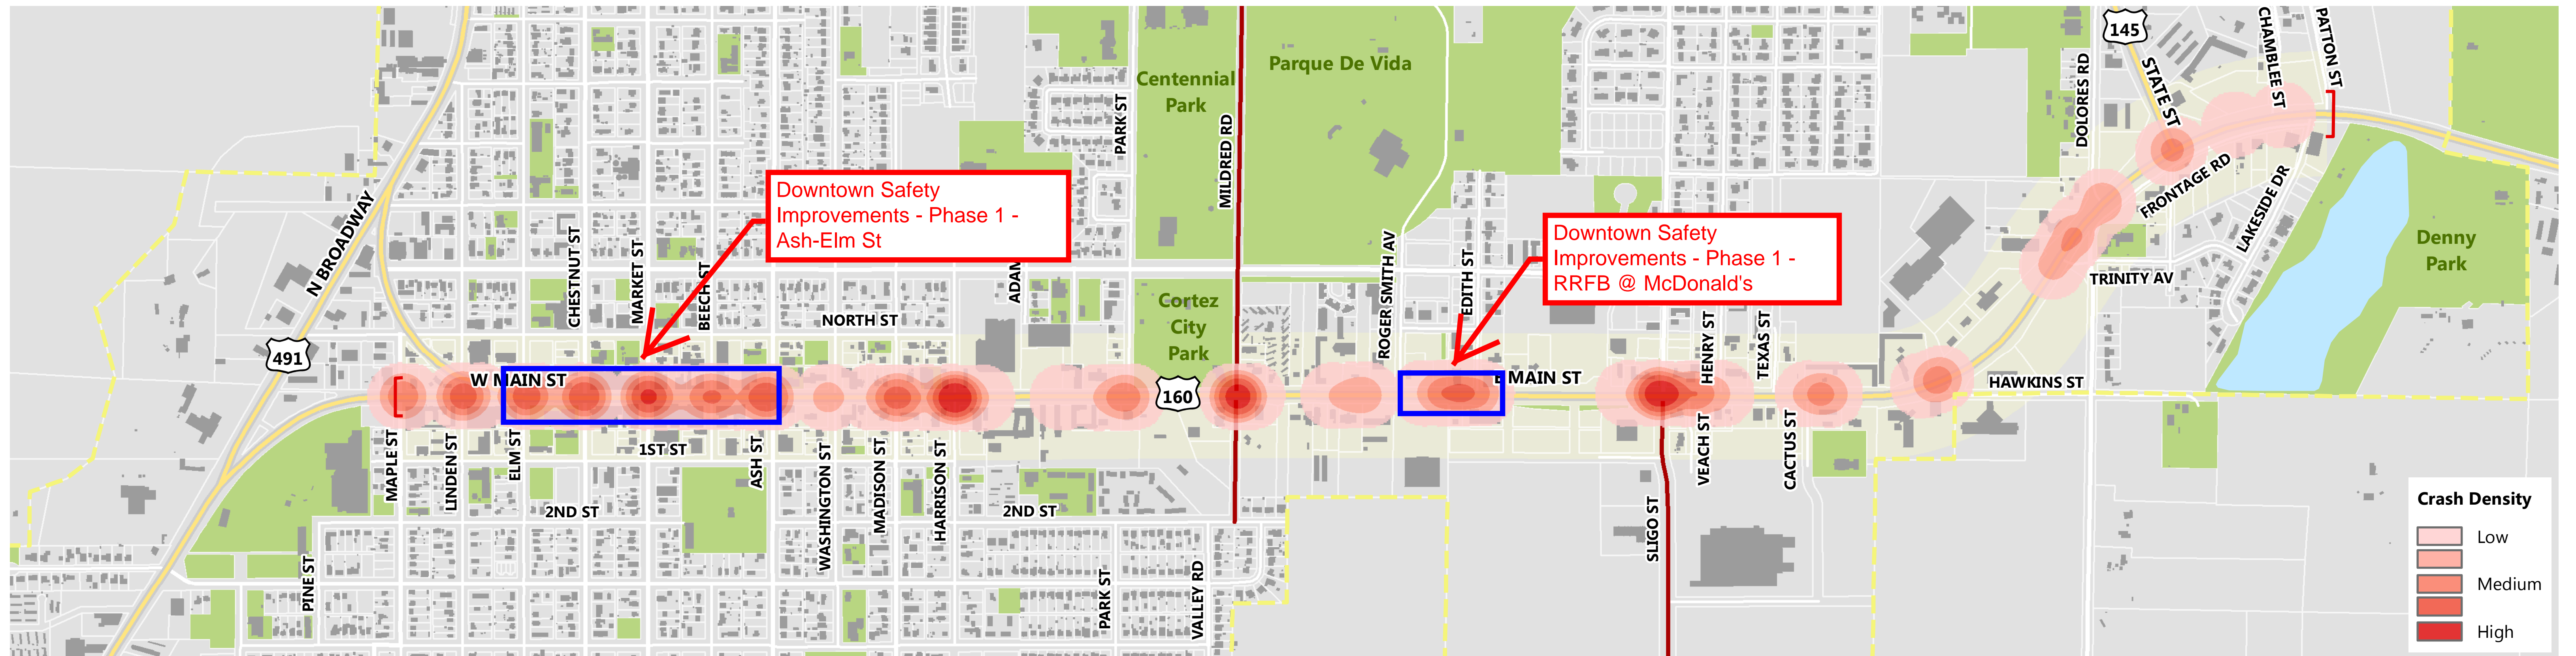 145
STATE ST
CHAMBLEE ST
PATTON ST
DOLORES RD
Centennial
Park
Parque De Vida
PARK ST
MILDRED RD
Downtown Safety
Improvements - Phase 1 -
Ash-Elm St
Downtown Safety
Improvements - Phase 1 -
RRFB @ McDonald's
N BROADWAY
CHESTNUT ST
MARKET ST
BEECH ST
ADAM
ROGER SMITH AV
EDITH ST
FRONTAGE RD
LAKESIDE DR
TRINITY AV
Denny
Park
Cortez
City
Park
NORTH ST
HENRY ST
TEXAS ST
491
W MAIN ST
160
E MAIN ST
HAWKINS ST
MAPLE ST
LINDEN ST
ELM ST
1ST ST
ASH ST
WASHINGTON ST
MADISON ST
HARRISON ST
VEACH ST
CACTUS ST
2ND ST
2ND ST
SLIGO ST
PINE ST
PARK ST
VALLEY RD
Crash Density
Low
Medium
High